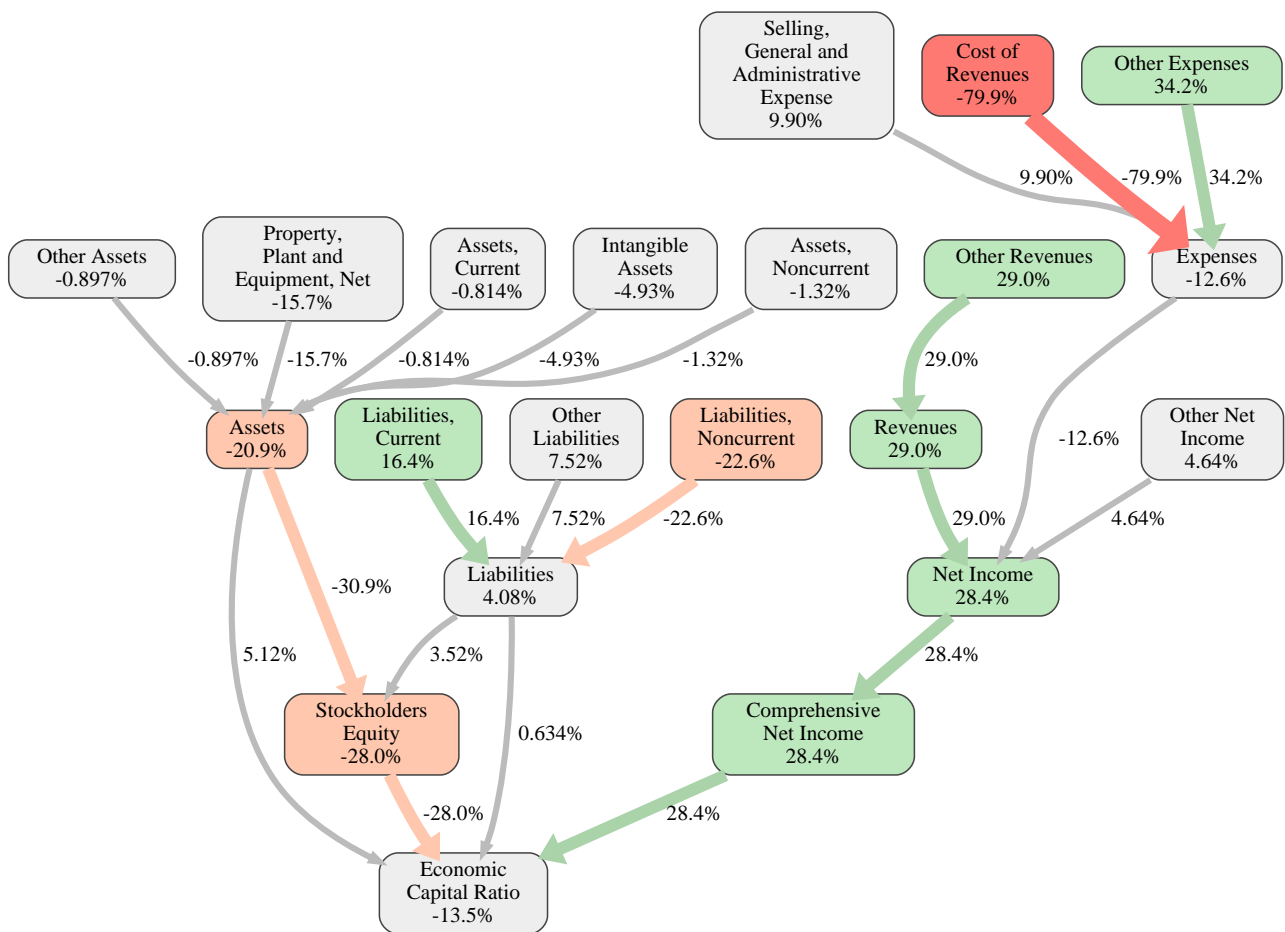 Selling,
General and
Administrative
Expense
9.90%
Cost of
Revenues
-79.9%
Other Expenses
34.2%
9.90%
-79.9%
34.2%
Other Assets
-0.897%
Property,
Plant and
Equipment, Net
-15.7%
Assets,
Current
-0.814%
Intangible
Assets
-4.93%
Assets,
Noncurrent
-1.32%
Other Revenues
29.0%
Expenses
-12.6%
-0.897%
-15.7%
-0.814%
-4.93%
-1.32%
29.0%
Assets
-20.9%
Liabilities,
Current
16.4%
Other
Liabilities
7.52%
Liabilities,
Noncurrent
-22.6%
Revenues
29.0%
-12.6%
Other Net
Income
4.64%
16.4%
7.52%
-22.6%
29.0%
4.64%
-30.9%
Liabilities
4.08%
Net Income
28.4%
5.12%
3.52%
28.4%
Stockholders
Equity
-28.0%
0.634%
Comprehensive
Net Income
28.4%
-28.0%
28.4%
Economic
Capital Ratio
-13.5%